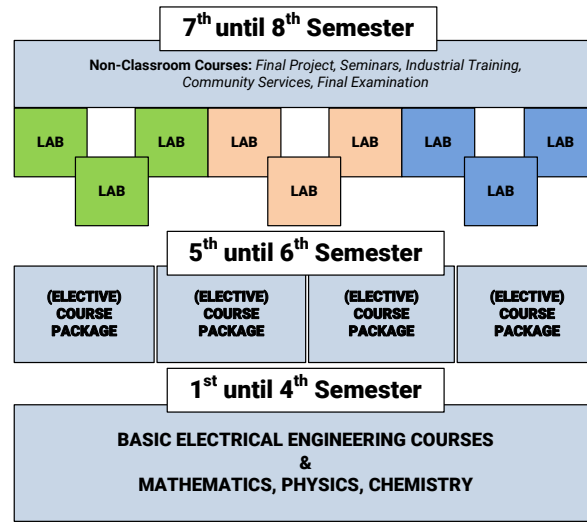 7th until 8th Semester
Non-Classroom Courses: Final Project, Seminars, Industrial Training,
Community Services, Final Examination
LAB LAB LAB LAB LAB LAB
LAB LAB LAB
5th until 6th Semester
(ELECTIVE) COURSE PACKAGE
(ELECTIVE) COURSE PACKAGE
(ELECTIVE) COURSE PACKAGE
(ELECTIVE) COURSE PACKAGE
1st until 4th Semester
BASIC ELECTRICAL ENGINEERING COURSES
&
MATHEMATICS, PHYSICS, CHEMISTRY